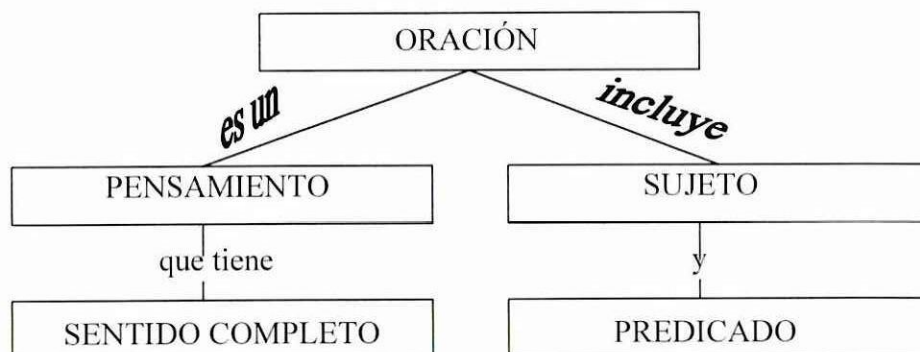 ORACIÓN
es un
incluye
PENSAMIENTO
SUJETO
que tiene
y
SENTIDO COMPLETO
PREDICADO